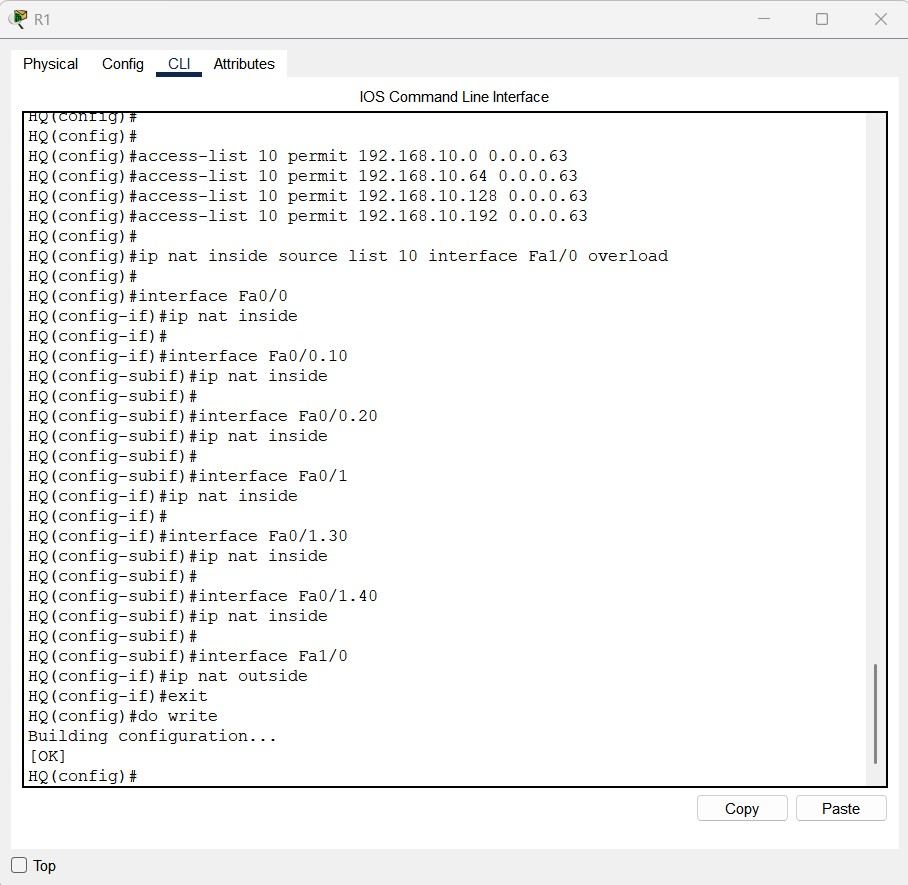 R1
Physical Config CLI Attributes
IOS Command Line Interface
HQ(config)#
HQ(config)#
HQ(config)#access-list 10 permit 192.168.10.0 0.0.0.63
HQ(config)#access-list 10 permit 192.168.10.64 0.0.0.63
HQ(config)#access-list 10 permit 192.168.10.128 0.0.0.63
HQ(config)#access-list 10 permit 192.168.10.192 0.0.0.63
HQ(config)#
HQ(config)#ip nat inside source list 10 interface Fa1/0 overload
HQ(config)#
HQ(config)#interface Fa0/0
HQ(config-if)#ip nat inside
HQ(config-if)#
HQ(config-if)#interface Fa0/0.10
HQ(config-subif)#ip nat inside
HQ(config-subif)#
HQ(config-subif)#interface Fa0/0.20
HQ(config-subif)#ip nat inside
HQ(config-subif)#
HQ(config-subif)#interface Fa0/1
HQ(config-if)#ip nat inside
HQ(config-if)#
HQ(config-if)#interface Fa0/1.30
HQ(config-subif)#ip nat inside
HQ(config-subif)#
HQ(config-subif)#interface Fa0/1.40
HQ(config-subif)#ip nat inside
HQ(config-subif)#
HQ(config-subif)#interface Fa1/0
HQ(config-if)#ip nat outside
HQ(config-if)#exit
HQ(config)#do write
Building configuration...
[OK]
HQ(config)#
Copy Paste
Top